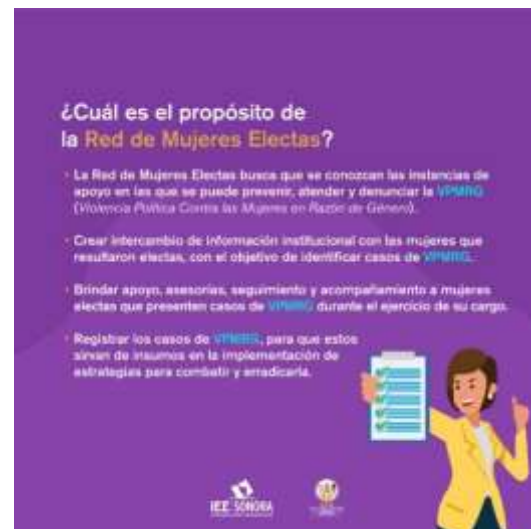 ¿Cuál es el propósito de
la Red de Mujeres Electas?
• La Red de Mujeres Electas busca que se conozcan las instancias de
apoyo en las que se puede prevenir, atender y denunciar la VPMRG
(Violencia Política Contra las Mujeres en Razón de Género).
• Crear intercambio de información institucional con las mujeres que
resultaron electas, con el objetivo de identificar casos de VPMRG.
• Brindar apoyo, asesorías, seguimiento y acompañamiento a mujeres
electas que presenten casos de VPMRG durante el ejercicio de su cargo.
• Registrar los casos de VPMRG, para que estos
sirvan de insumos en la implementación de
estrategias para combatir y erradicarla.
IEE SONORA